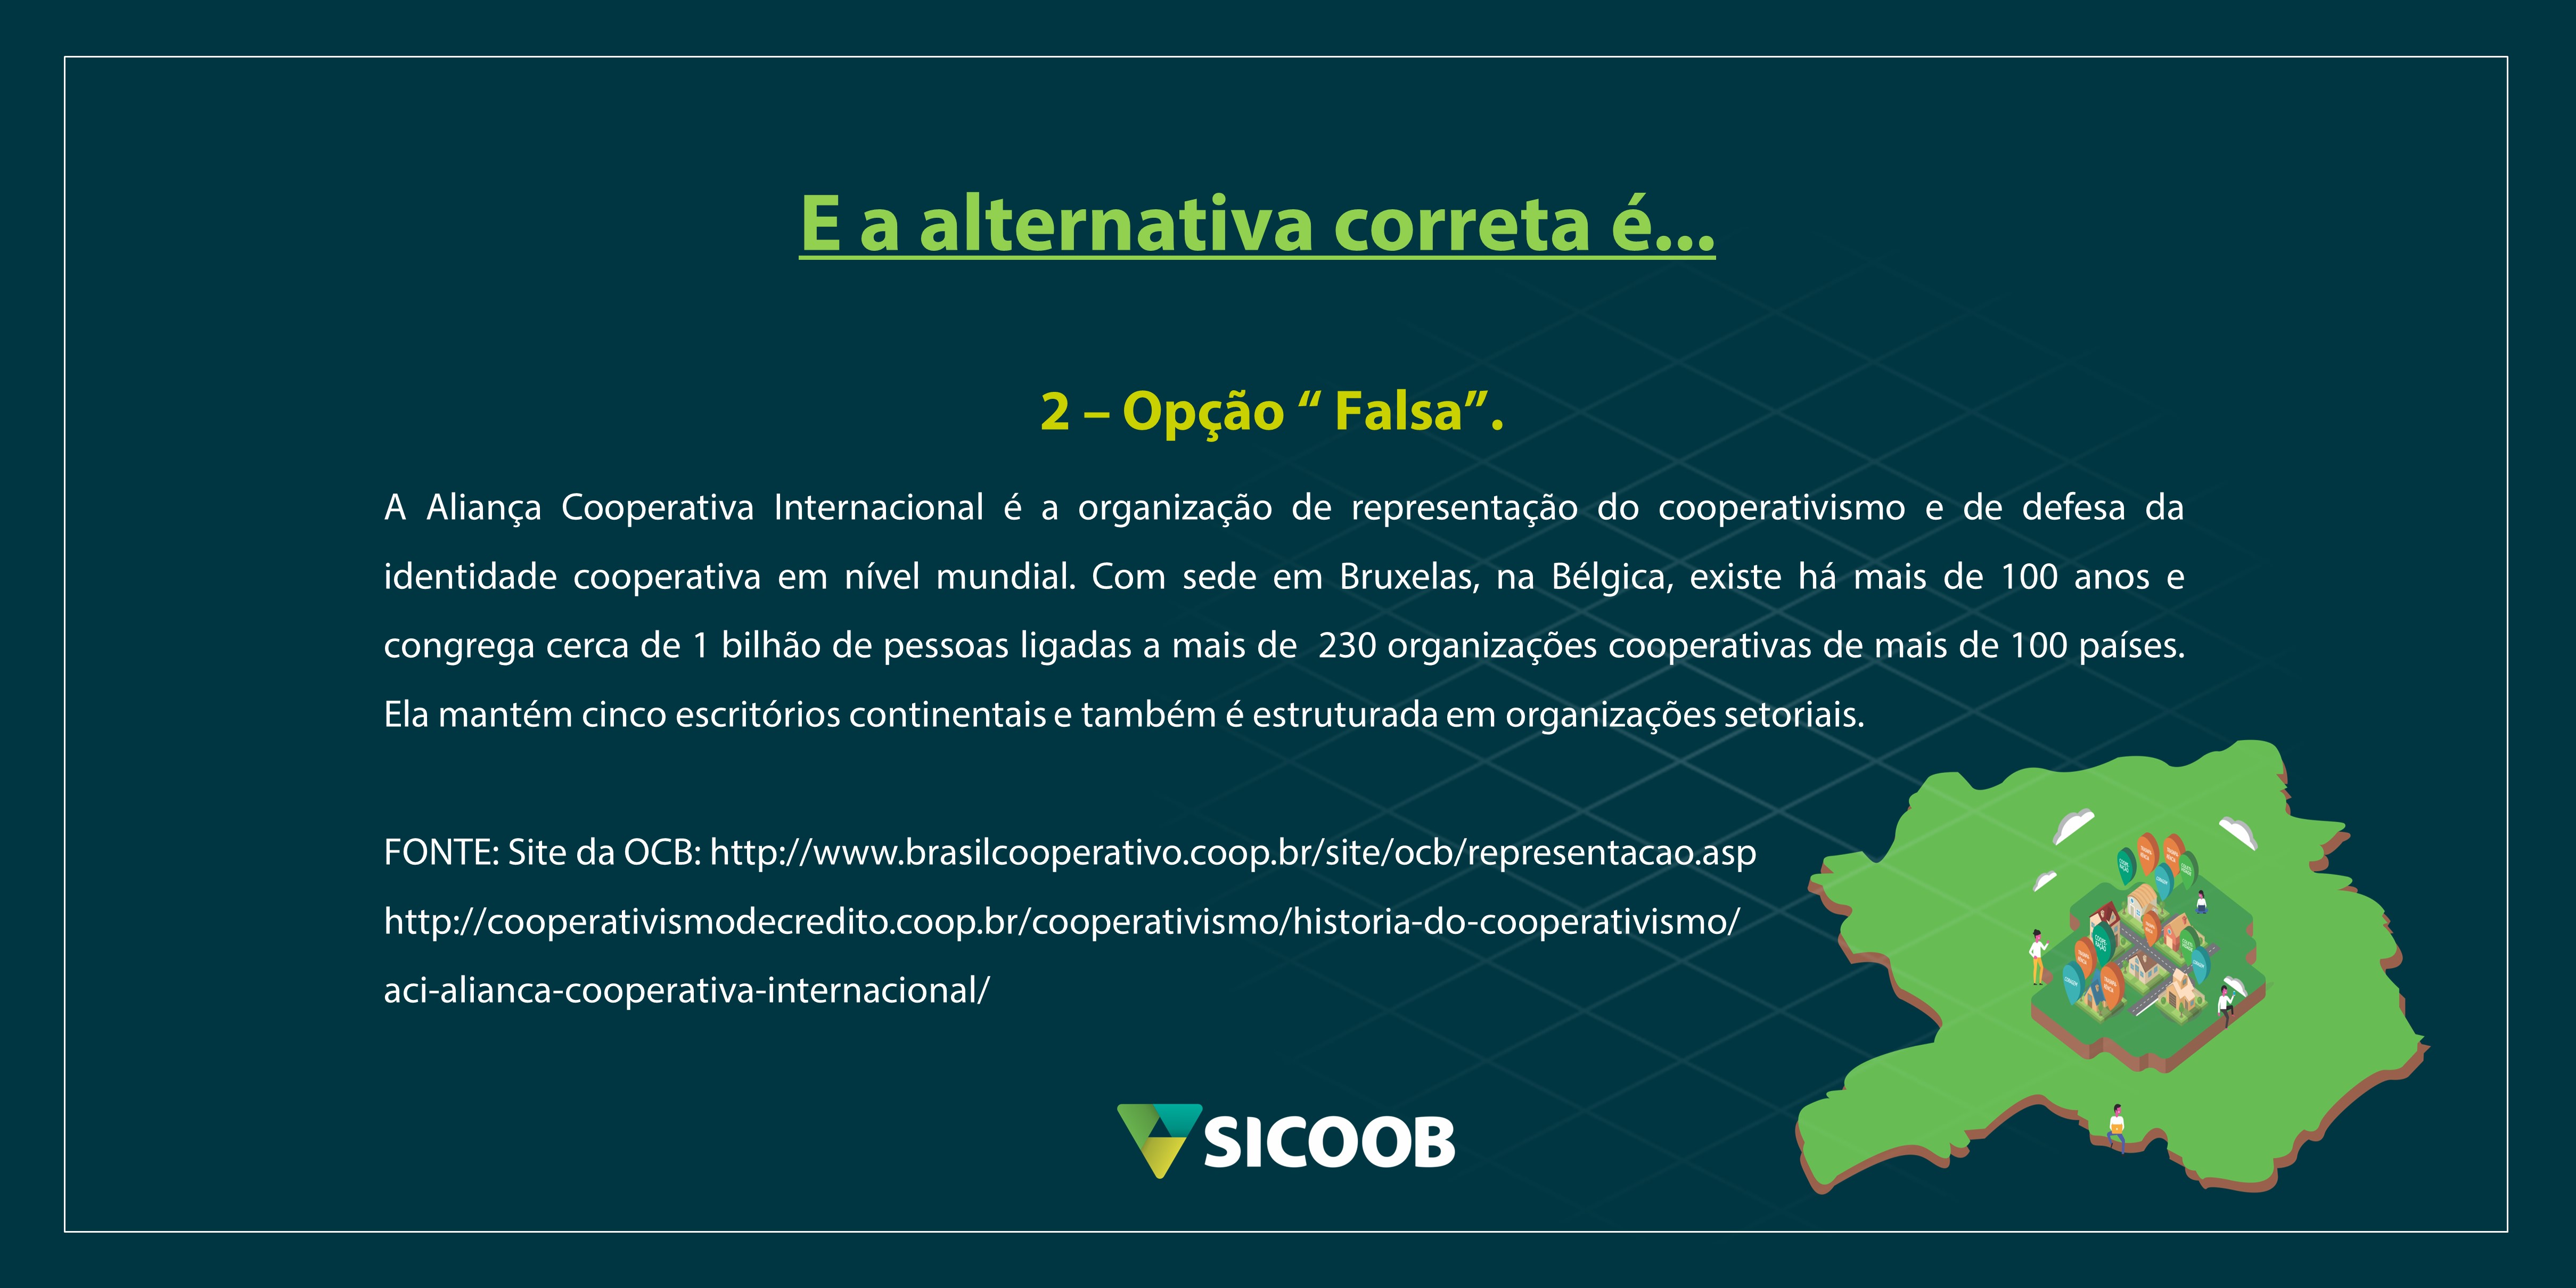 E a alternativa correta é...
2 – Opção “ Falsa”.
A Aliança Cooperativa Internacional é a organização de representação do cooperativismo e de defesa da
identidade cooperativa em nível mundial. Com sede em Bruxelas, na Bélgica, existe há mais de 100 anos e
congrega cerca de 1 bilhão de pessoas ligadas a mais de  230 organizações cooperativas de mais de 100 países.
Ela mantém cinco escritórios continentais e também é estruturada em organizações setoriais.
FONTE: Site da OCB: http://www.brasilcooperativo.coop.br/site/ocb/representacao.asp
http://cooperativismodecredito.coop.br/cooperativismo/historia-do-cooperativismo/
aci-alianca-cooperativa-internacional/
SICOOB